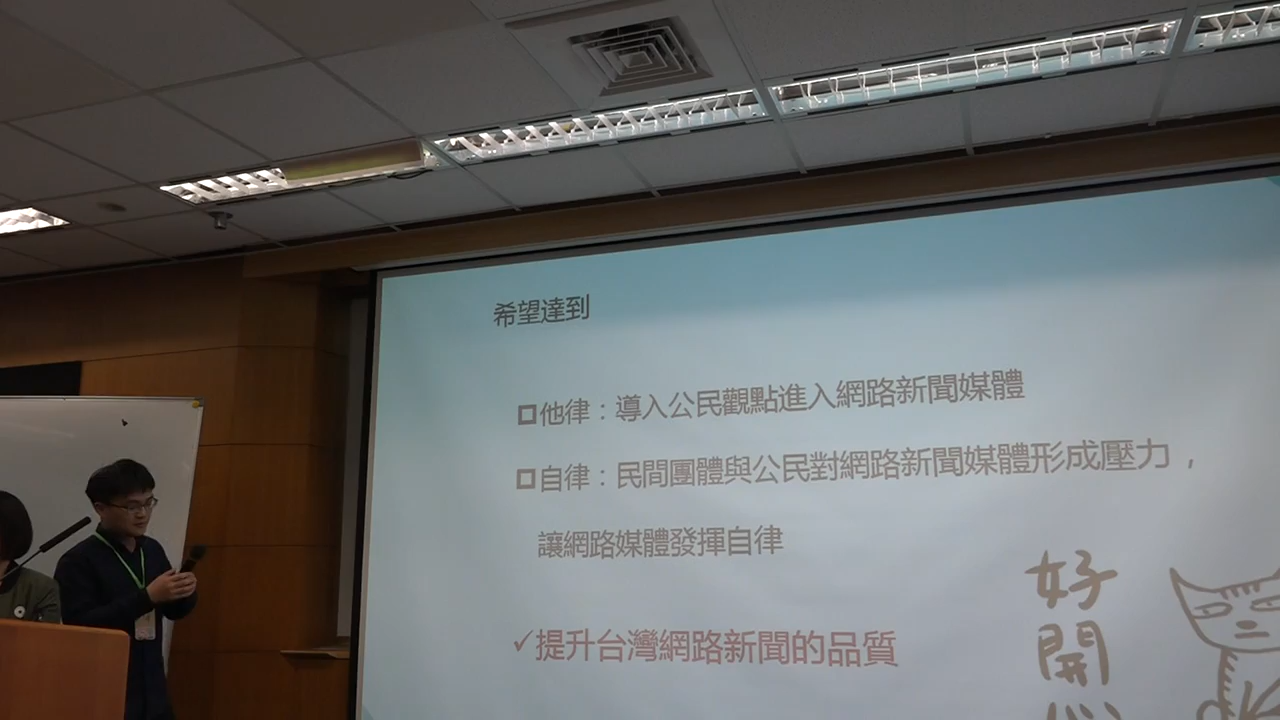 希望達到
他律：導入公民觀點進入網路新聞媒體
自律：民間團體與公民對網路新聞媒體形成壓力，
讓網路媒體發揮自律
✓提升台灣網路新聞的品質
好開心